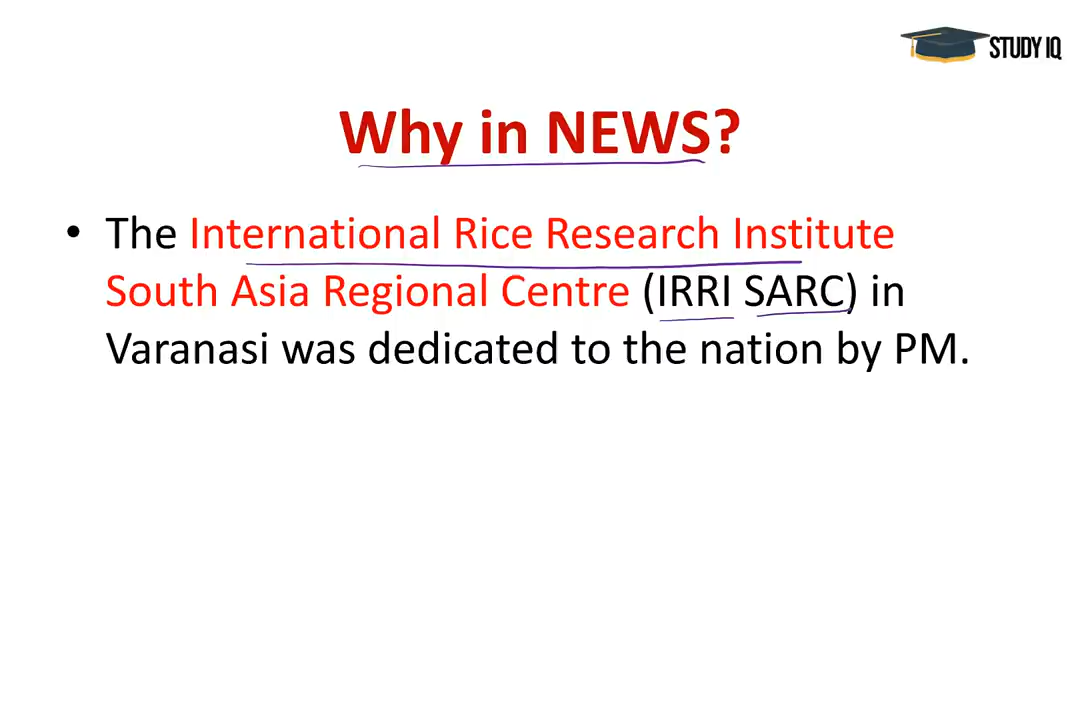 STUDY IQ
Why in NEWS?
• The International Rice Research Institute
South Asia Regional Centre (IRRI SARC) in
Varanasi was dedicated to the nation by PM.